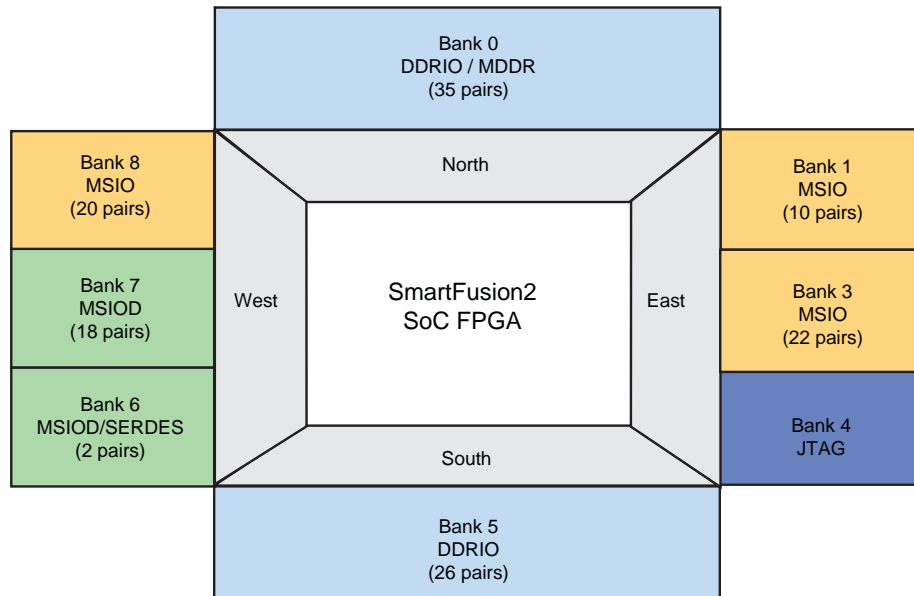 Bank 0
DDRIO / MDDR
(35 pairs)
Bank 8
MSIO
(20 pairs)
North
Bank 1
MSIO
(10 pairs)
Bank 7
MSIOD
(18 pairs)
West
SmartFusion2
SoC FPGA
East
Bank 3
MSIO
(22 pairs)
Bank 6
MSIOD/SERDES
(2 pairs)
South
Bank 4
JTAG
Bank 5
DDRIO
(26 pairs)